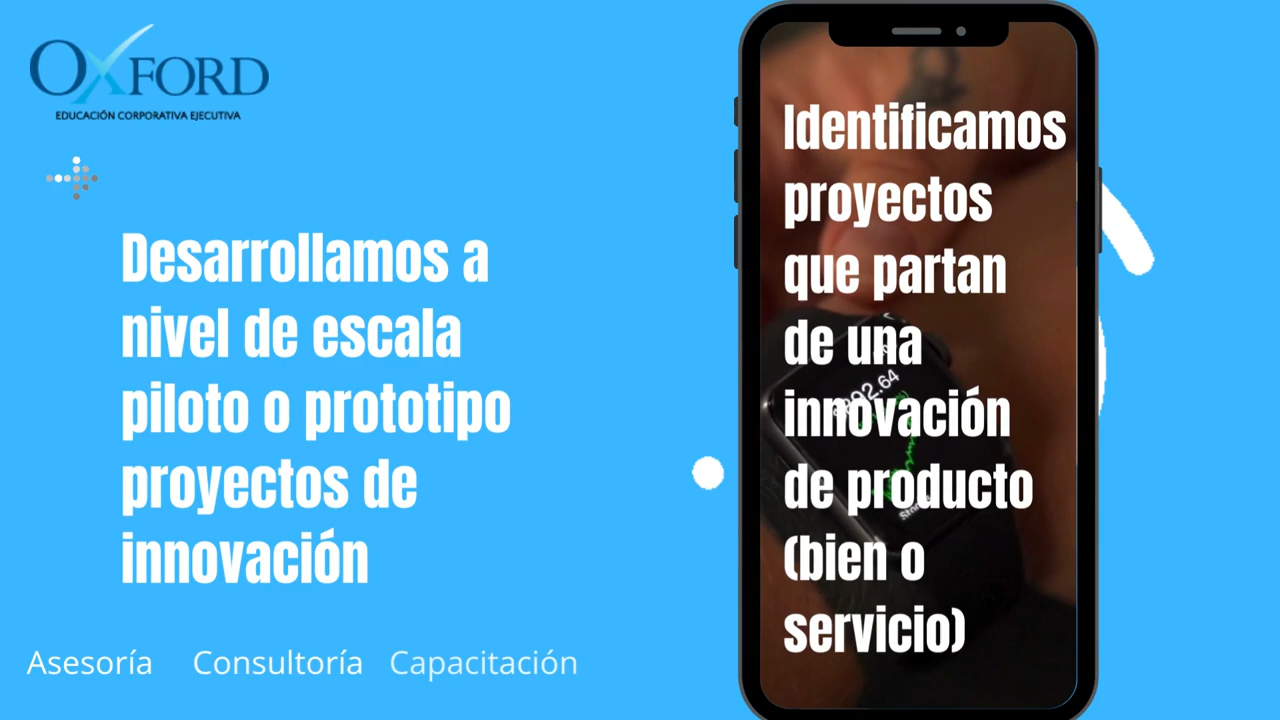 OXFORD
EDUCACIÓN CORPORATIVA EJECUTIVA
Desarrollamos a
nivel de escala
piloto o prototipo
proyectos de
innovación
Asesoría Consultoría Capacitación
Identificamos
proyectos
que partan
de una
innovación
de producto
(bien o
servicio)